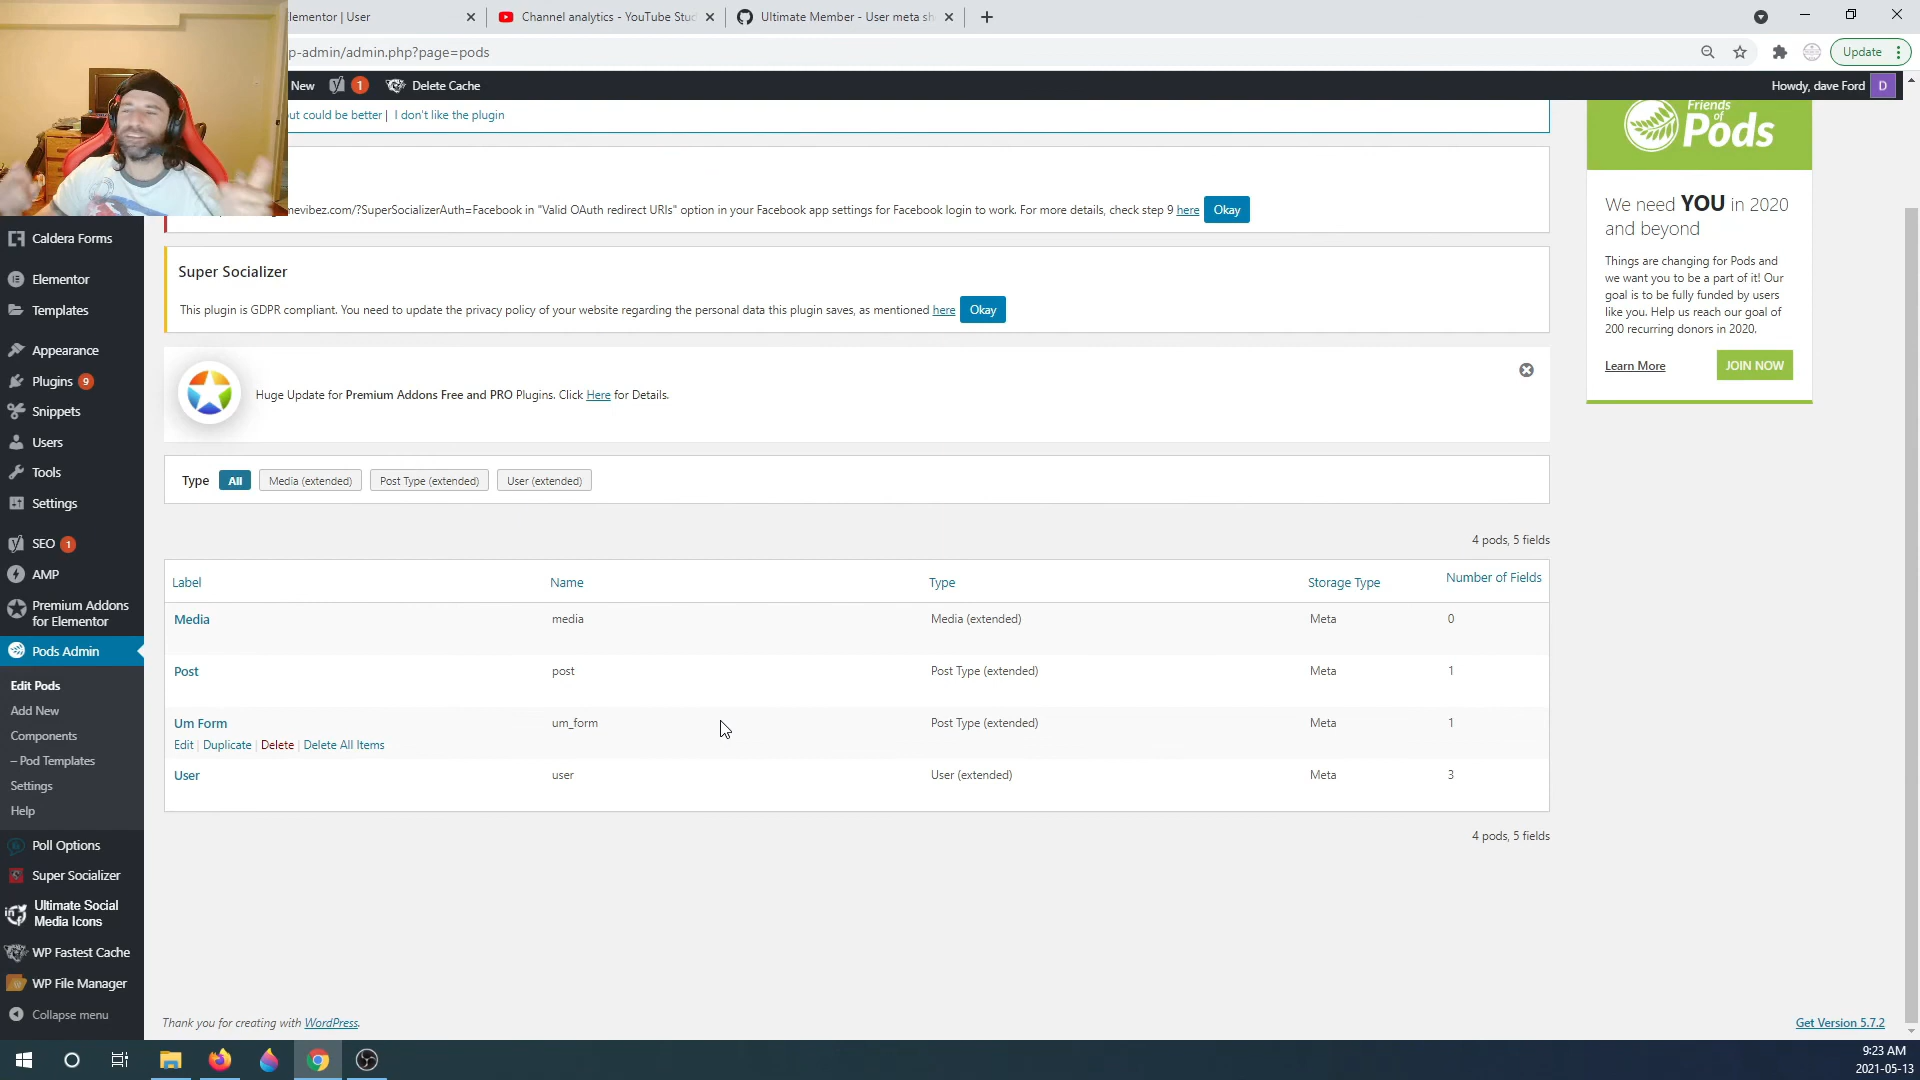 lementor | User
Channel analytics - YouTube Stud
Ultimate Member - User meta sh
p-admin/admin.php?page=pods
Update
New
1
Delete Cache
Howdy, dave Ford
D
ut could be better | I don't like the plugin
nevibez.com/?SuperSocializerAuth=Facebook in "Valid OAuth redirect URIs" option in your Facebook app settings for Facebook login to work. For more details, check step 9 here
Okay
Super Socializer
This plugin is GDPR compliant. You need to update the privacy policy of your website regarding the personal data this plugin saves, as mentioned here
Okay
Huge Update for Premium Addons Free and PRO Plugins. Click Here for Details.
Type All Media (extended) Post Type (extended) User (extended)
4 pods, 5 fields
Label Name Type Storage Type Number of Fields
Media media Media (extended) Meta 0
Post post Post Type (extended) Meta 1
Um Form um_form Post Type (extended) Meta 1
Edit | Duplicate | Delete | Delete All Items
User user User (extended) Meta 3
4 pods, 5 fields
Friends
of
Pods
We need YOU in 2020
and beyond
Things are changing for Pods and
we want you to be a part of it! Our
goal is to be fully funded by users
like you. Help us reach our goal of
200 recurring donors in 2020.
Learn More
JOIN NOW
Caldera Forms
Elementor
Templates
Appearance
Plugins 9
Snippets
Users
Tools
Settings
SEO 1
AMP
Premium Addons
for Elementor
Pods Admin
Edit Pods
Add New
Components
– Pod Templates
Settings
Help
Poll Options
Super Socializer
Ultimate Social
Media Icons
WP Fastest Cache
WP File Manager
Collapse menu
Thank you for creating with WordPress.
Get Version 5.7.2
9:23 AM
2021-05-13